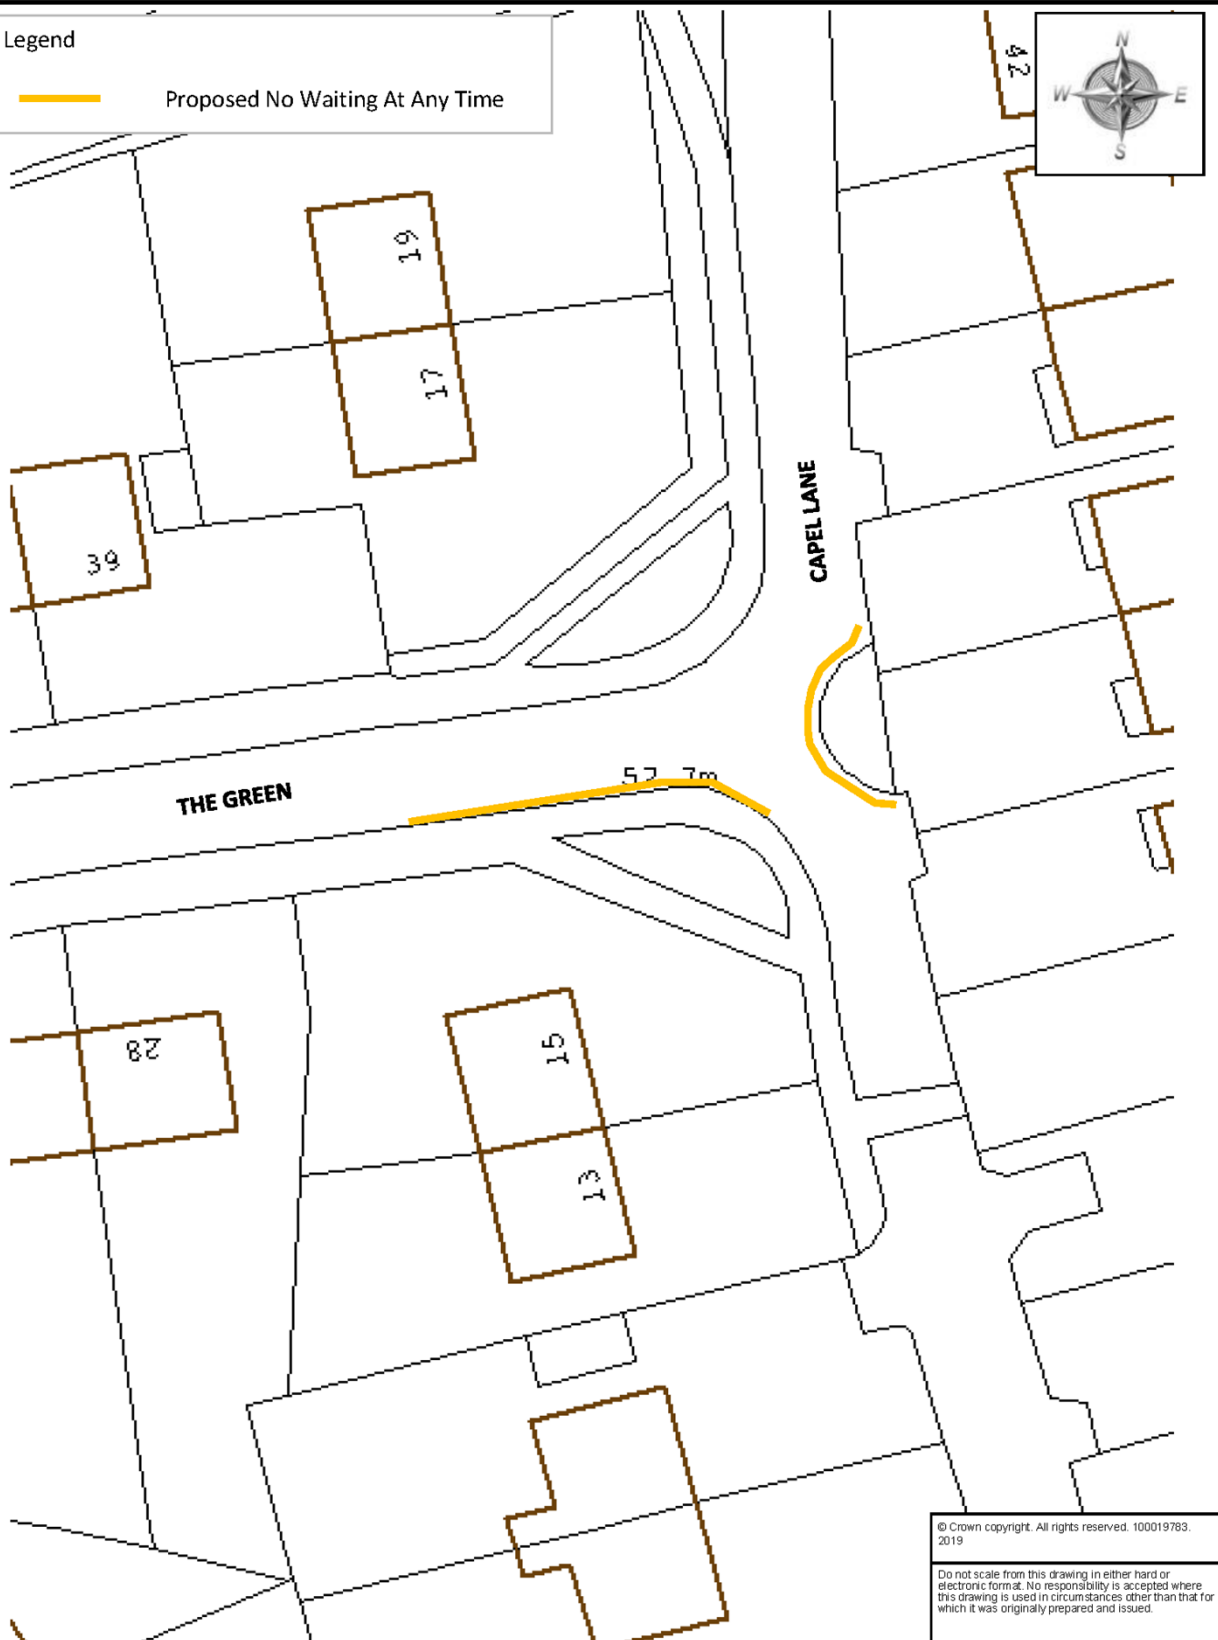 Legend
Proposed No Waiting At Any Time
N
W E
S
42
19
17
39
CAPEL LANE
THE GREEN
28
15
13
© Crown copyright. All rights reserved. 100019783.
2019
Do not scale from this drawing in either hard or
electronic format. No responsibility is accepted where
this drawing is used in circumstances other than that for
which it was originally prepared and issued.